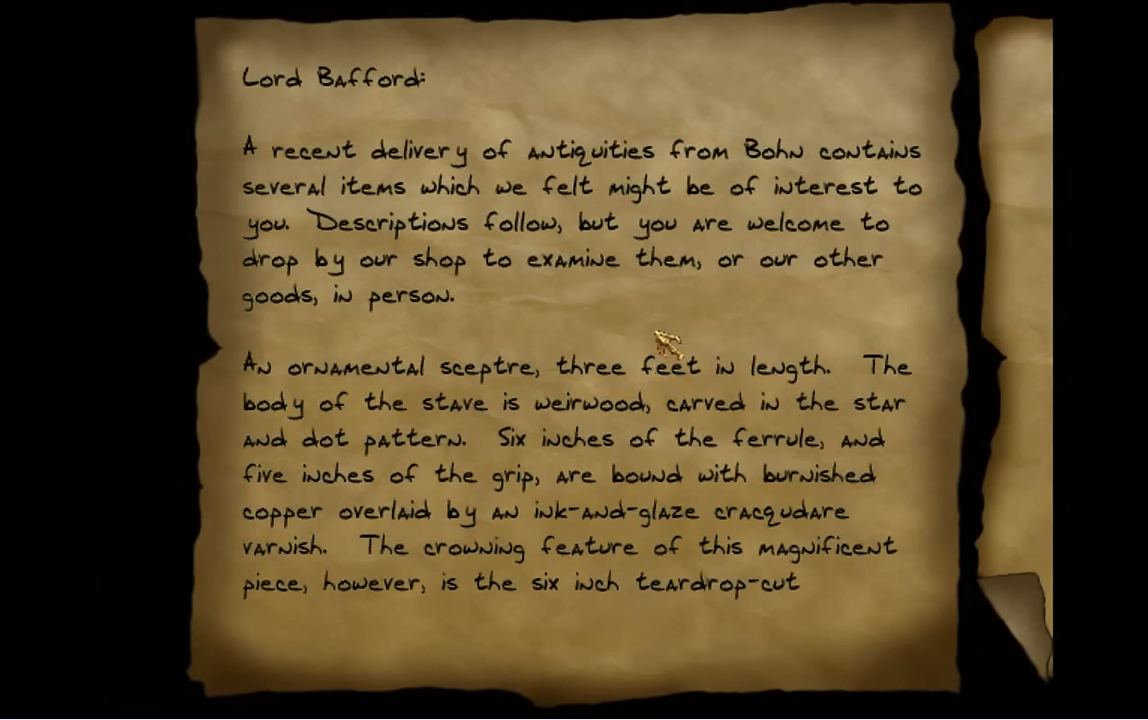 Lord Bafford:
A recent delivery of antiquities from Bohn contains
several items which we felt might be of interest to
you. Descriptions follow, but you are welcome to
drop by our shop to examine them, or our other
goods, in person.
An ornamental sceptre, three feet in length. The
body of the stave is weirwood, carved in the star
and dot pattern. Six inches of the ferrule, and
five inches of the grip, are bound with burnished
copper overlaid by an ink-and-glaze cracqudare
varnish. The crowning feature of this magnificent
piece, however, is the six inch teardrop-cut